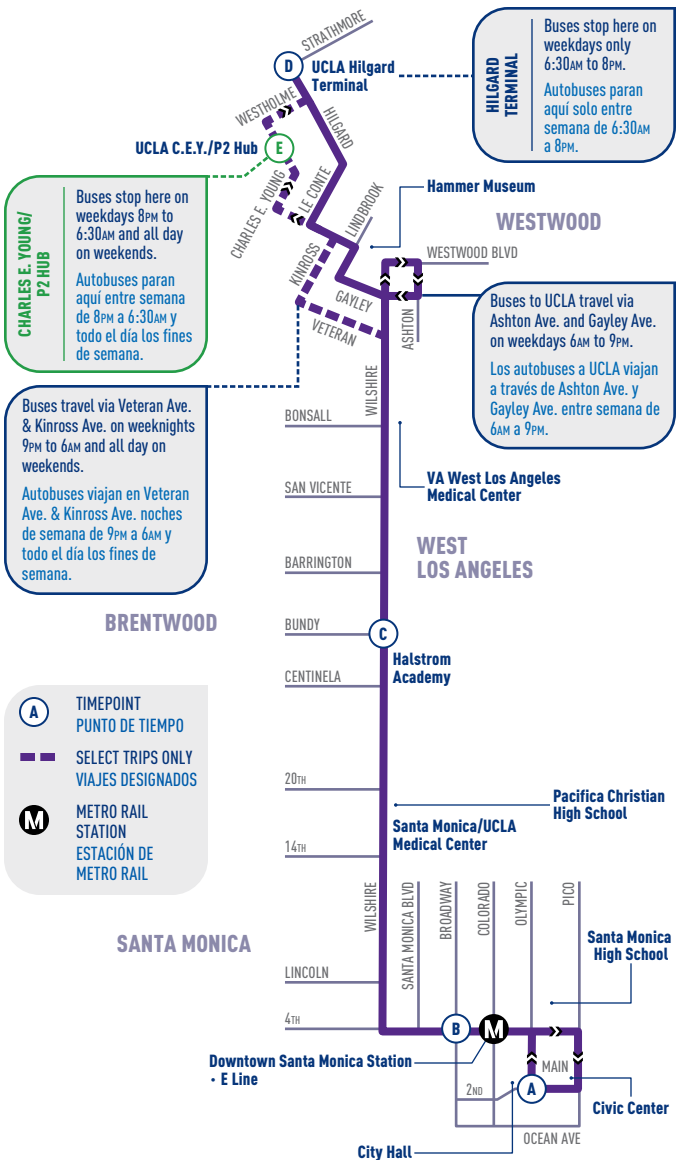 STRATHMORE
D
UCLA Hilgard
Terminal
HILGARD
TERMINAL
Buses stop here on
weekdays only
6:30AM to 8PM.
Autobuses paran
aquí solo entre
semana de 6:30AM
a 8PM.
WESTHOLME
HILGARD
UCLA C.E.Y./P2 Hub
E
CHARLES E. YOUNG
LE CONTE
LINDBROOK
Hammer Museum
WESTWOOD
WESTWOOD BLVD
CHARLES E. YOUNG/
P2 HUB
Buses stop here on
weekdays 8PM to
6:30AM and all day
on weekends.
Autobuses paran
aquí entre semana
de 8PM a 6:30AM y
todo el día los fines
de semana.
KINROSS
GAYLEY
VETERAN
ASHTON
Buses to UCLA travel via
Ashton Ave. and Gayley Ave.
on weekdays 6AM to 9PM.
Los autobuses a UCLA viajan
a través de Ashton Ave. y
Gayley Ave. entre semana de
6AM a 9PM.
Buses travel via Veteran Ave.
& Kinross Ave. on weeknights
9PM to 6AM and all day on
weekends.
Autobuses viajan en Veteran
Ave. & Kinross Ave. noches
de semana de 9PM a 6AM y
todo el día los fines de
semana.
WILSHIRE
BONSALL
VA West Los Angeles
Medical Center
SAN VICENTE
WEST
LOS ANGELES
BARRINGTON
BRENTWOOD
BUNDY
C
Halstrom
Academy
CENTINELA
A
TIMEPOINT
PUNTO DE TIEMPO
SELECT TRIPS ONLY
VIAJES DESIGNADOS
M
METRO RAIL
STATION
ESTACIÓN DE
METRO RAIL
20TH
Pacifica Christian
High School
Santa Monica/UCLA
Medical Center
14TH
WILSHIRE
SANTA MONICA BLVD
BROADWAY
COLORADO
OLYMPIC
PICO
SANTA MONICA
Santa Monica
High School
LINCOLN
4TH
B
M
Downtown Santa Monica Station
• E Line
MAIN
2ND
A
Civic Center
OCEAN AVE
City Hall